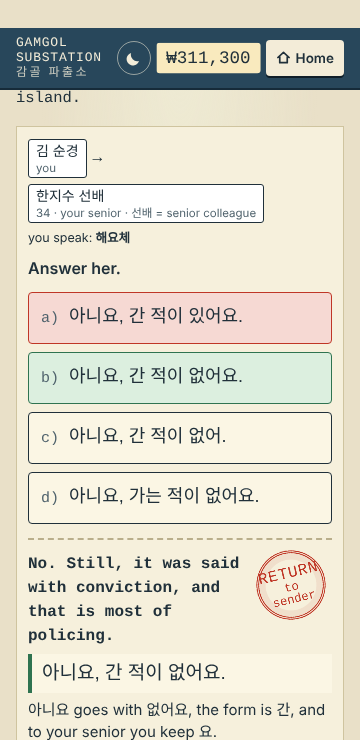 GAMGOL
SUBSTATION
감골 파출소
₩311,300
Home
island.
김 순경
you
→
한지수 선배
34 · your senior · 선배 = senior colleague
you speak: 해요체
Answer her.
a) 아니요, 간 적이 있어요.
b) 아니요, 간 적이 없어요.
c) 아니요, 간 적이 없어.
d) 아니요, 가는 적이 없어요.
No. Still, it was said
with conviction, and
that is most of
policing.
RETURN
to
sender
아니요, 간 적이 없어요.
아니요 goes with 없어요, the form is 간, and
to your senior you keep 요.